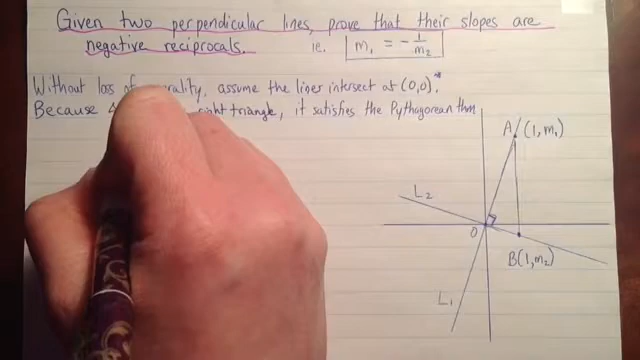 Given two perpendicular lines, prove that their slopes are
negative reciprocals. ie. m₁ = -1/m₂
Without loss of generality, assume the lines intersect at (0,0).*
Because right triangle, it satisfies the Pythagorean thm
A (1, m₁)
L₂
O
B(1, m₂)
L₁